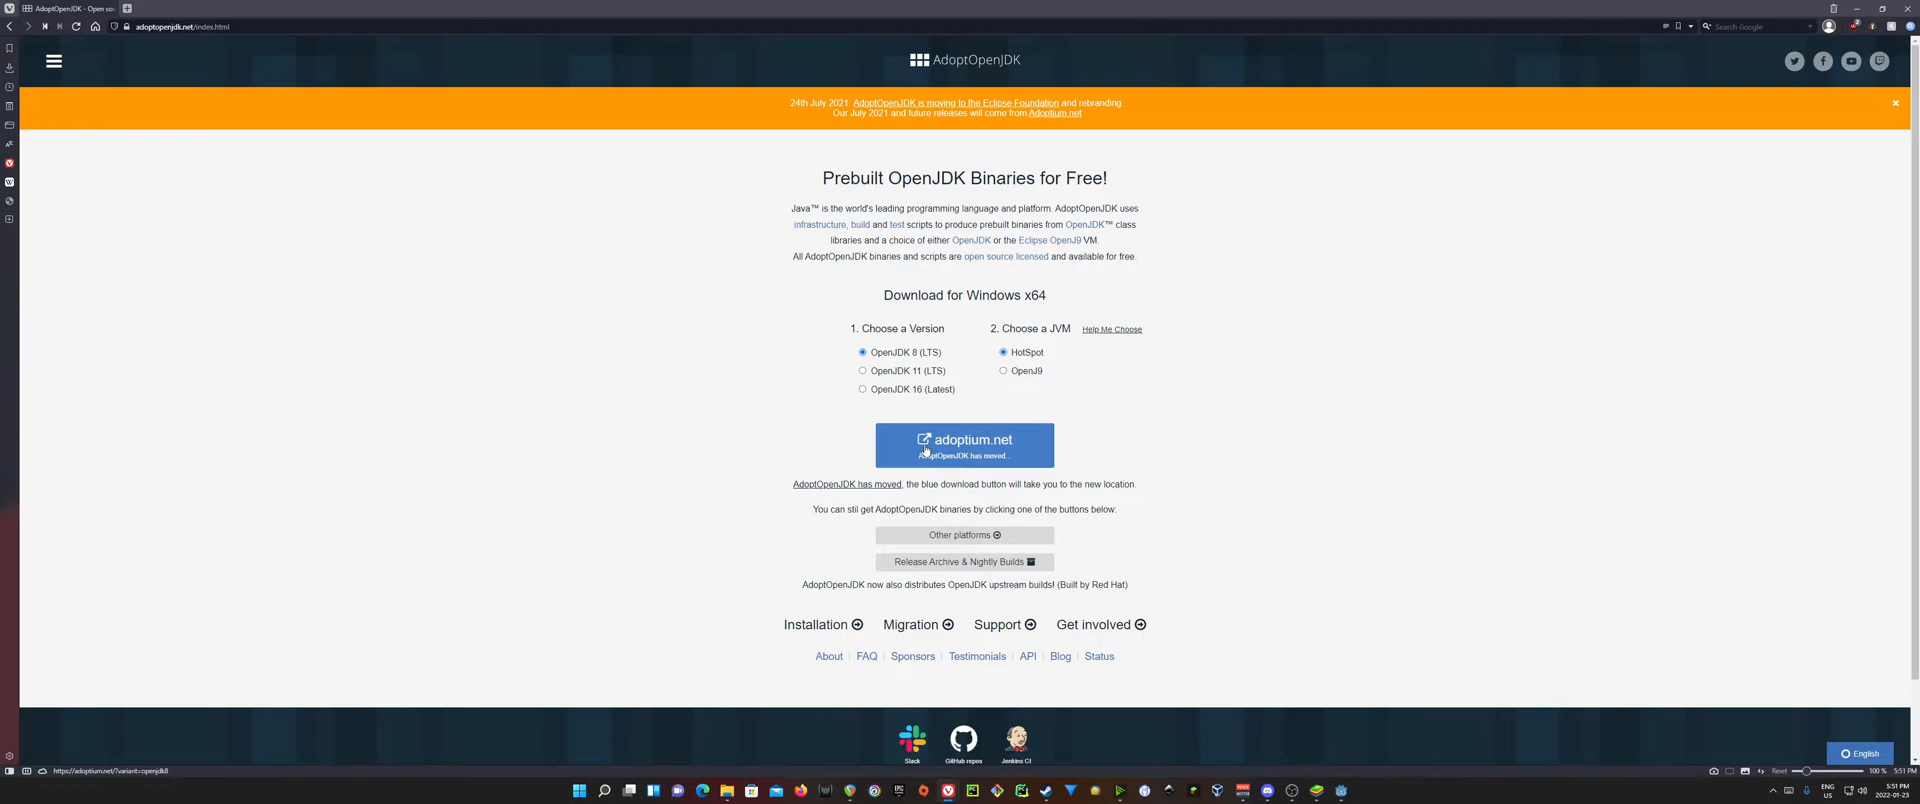 AdoptOpenJDK - Open so
adoptopenjdk.net/index.html
Search Google
AdoptOpenJDK
24th July 2021: AdoptOpenJDK is moving to the Eclipse Foundation and rebranding.
Our July 2021 and future releases will come from Adoptium.net
Prebuilt OpenJDK Binaries for Free!
Java™ is the world's leading programming language and platform. AdoptOpenJDK uses
infrastructure, build and test scripts to produce prebuilt binaries from OpenJDK™ class
libraries and a choice of either OpenJDK or the Eclipse OpenJ9 VM.
All AdoptOpenJDK binaries and scripts are open source licensed and available for free.
Download for Windows x64
1. Choose a Version
2. Choose a JVM Help Me Choose
OpenJDK 8 (LTS)
HotSpot
OpenJDK 11 (LTS)
OpenJDK 16 (Latest)
OpenJ9
adoptium.net
AdoptOpenJDK has moved...
AdoptOpenJDK has moved, the blue download button will take you to the new location.
You can stil get AdoptOpenJDK binaries by clicking one of the buttons below:
Other platforms
Release Archive & Nightly Builds
AdoptOpenJDK now also distributes OpenJDK upstream builds! (Built by Red Hat)
Installation Migration Support Get involved
About FAQ Sponsors Testimonials API Blog Status
Slack GitHub repos Jenkins CI
English
https://adoptium.net/?variant=openjdk8
Reset 100 % 5:51 PM
ENG
US
5:51 PM
2022-01-23